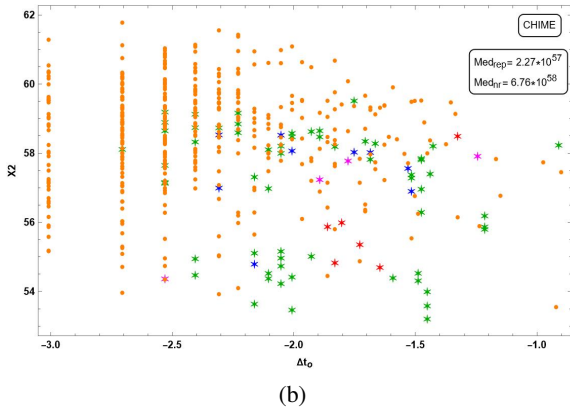 62
60
58
56
54
X2
CHIME
Med_rep = 2.27*10^57
Med_nr = 6.76*10^58
-3.0 -2.5 -2.0 -1.5 -1.0
Δt_o
(b)